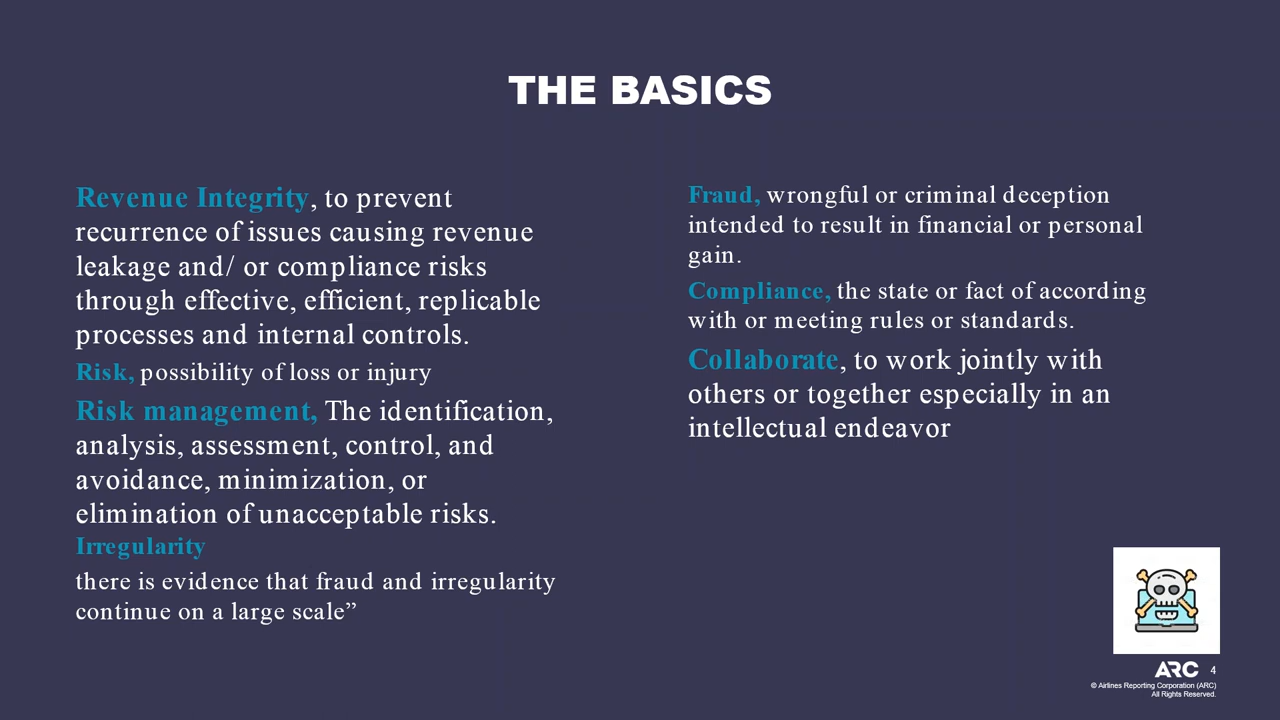 THE BASICS
Revenue Integrity, to prevent
recurrence of issues causing revenue
leakage and/ or compliance risks
through effective, efficient, replicable
processes and internal controls.
Risk, possibility of loss or injury
Risk management, The identification,
analysis, assessment, control, and
avoidance, minimization, or
elimination of unacceptable risks.
Irregularity
there is evidence that fraud and irregularity
continue on a large scale”
Fraud, wrongful or criminal deception
intended to result in financial or personal
gain.
Compliance, the state or fact of according
with or meeting rules or standards.
Collaborate, to work jointly with
others or together especially in an
intellectual endeavor
ARC 4
© Airlines Reporting Corporation (ARC)
All Rights Reserved.